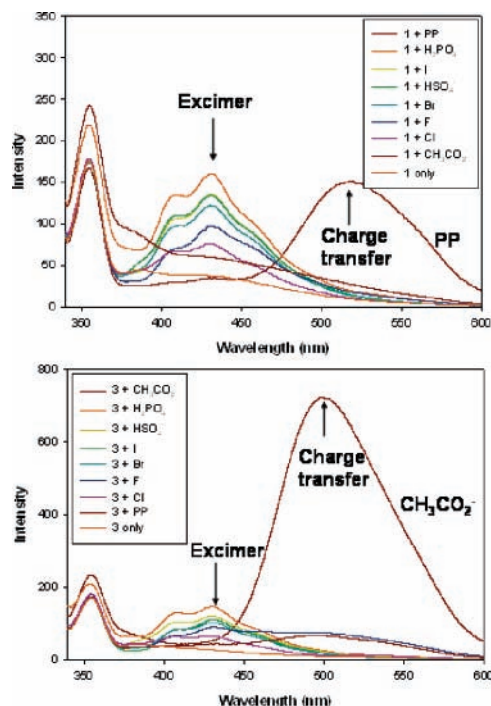 350
300
250
200
150
100
50
0
Intensity
350 400 450 500 550 600
Wavelength (nm)
Excimer
Charge
transfer
PP
1 + PP
1 + H₂PO₄
1 + I
1 + HSO₄
1 + Br
1 + F
1 + Cl
1 + CH₃CO₂
1 only
800
600
400
200
0
Intensity
350 400 450 500 550 600
Wavelength (nm)
3 + CH₃CO₂
3 + H₂PO₄
3 + HSO₄
3 + I
3 + Br
3 + F
3 + Cl
3 + PP
3 only
Excimer
Charge
transfer
CH₃CO₂⁻